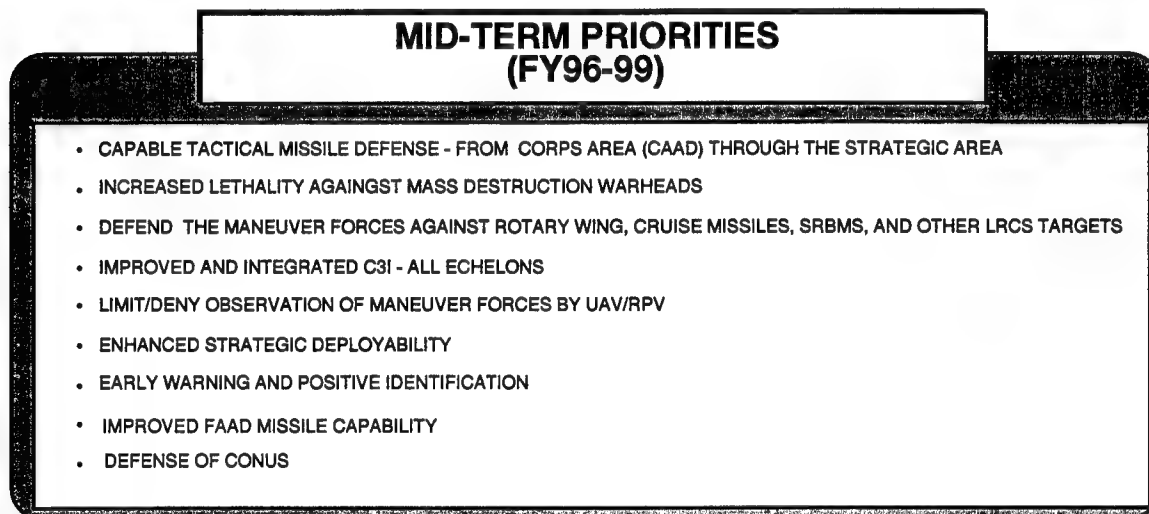 MID-TERM PRIORITIES
(FY96-99)
• CAPABLE TACTICAL MISSILE DEFENSE - FROM CORPS AREA (CAAD) THROUGH THE STRATEGIC AREA
• INCREASED LETHALITY AGAINGST MASS DESTRUCTION WARHEADS
• DEFEND THE MANEUVER FORCES AGAINST ROTARY WING, CRUISE MISSILES, SRBMS, AND OTHER LRCS TARGETS
• IMPROVED AND INTEGRATED C3I - ALL ECHELONS
• LIMIT/DENY OBSERVATION OF MANEUVER FORCES BY UAV/RPV
• ENHANCED STRATEGIC DEPLOYABILITY
• EARLY WARNING AND POSITIVE IDENTIFICATION
• IMPROVED FAAD MISSILE CAPABILITY
• DEFENSE OF CONUS